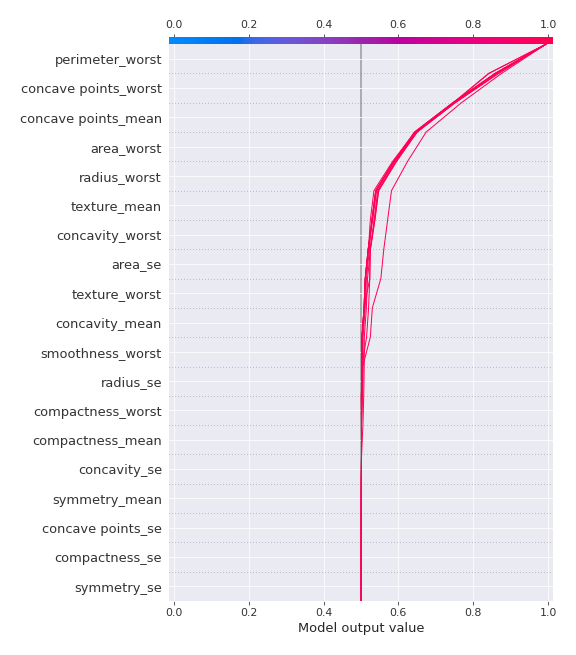 0.0 0.2 0.4 0.6 0.8 1.0
perimeter_worst
concave points_worst
concave points_mean
area_worst
radius_worst
texture_mean
concavity_worst
area_se
texture_worst
concavity_mean
smoothness_worst
radius_se
compactness_worst
compactness_mean
concavity_se
symmetry_mean
concave points_se
compactness_se
symmetry_se
0.0 0.2 0.4 0.6 0.8 1.0
Model output value